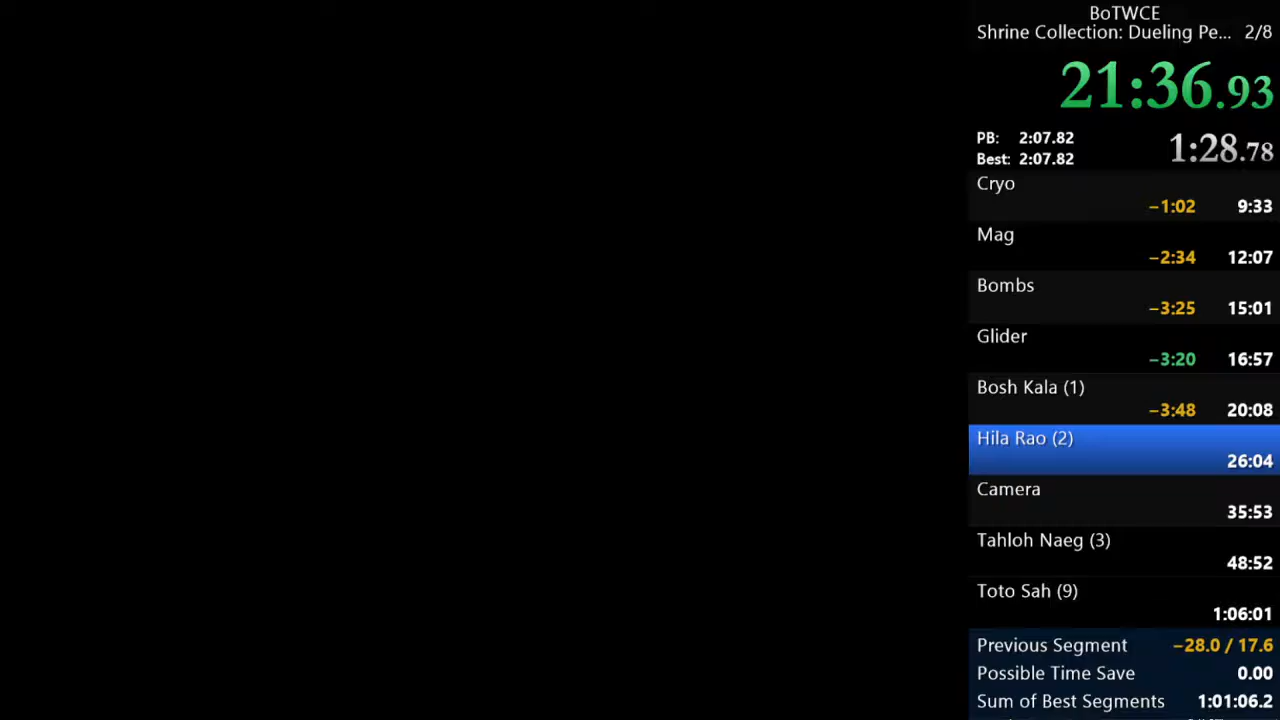 BoTWCE
Shrine Collection: Dueling Pe... 2/8
21:36.93
PB: 2:07.82
1:28.78
Best: 2:07.82
Cryo
−1:02 9:33
Mag
−2:34 12:07
Bombs
−3:25 15:01
Glider
−3:20 16:57
Bosh Kala (1)
−3:48 20:08
Hila Rao (2)
26:04
Camera
35:53
Tahloh Naeg (3)
48:52
Toto Sah (9)
1:06:01
Previous Segment −28.0 / 17.6
Possible Time Save 0.00
Sum of Best Segments 1:01:06.2